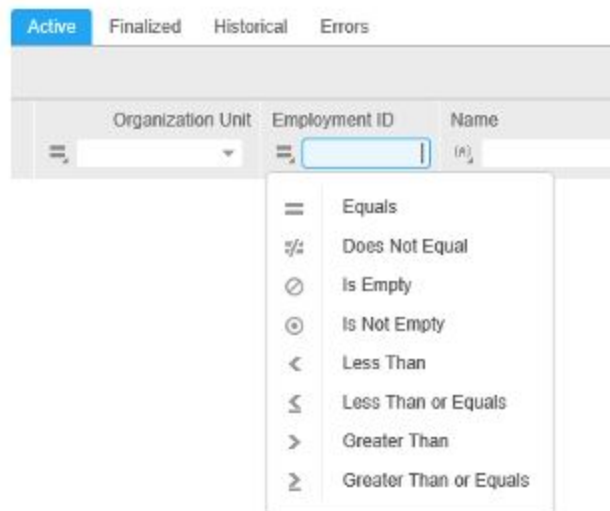 Active Finalized Historical Errors
Organization Unit Employment ID Name
Equals
Does Not Equal
Is Empty
Is Not Empty
Less Than
Less Than or Equals
Greater Than
Greater Than or Equals